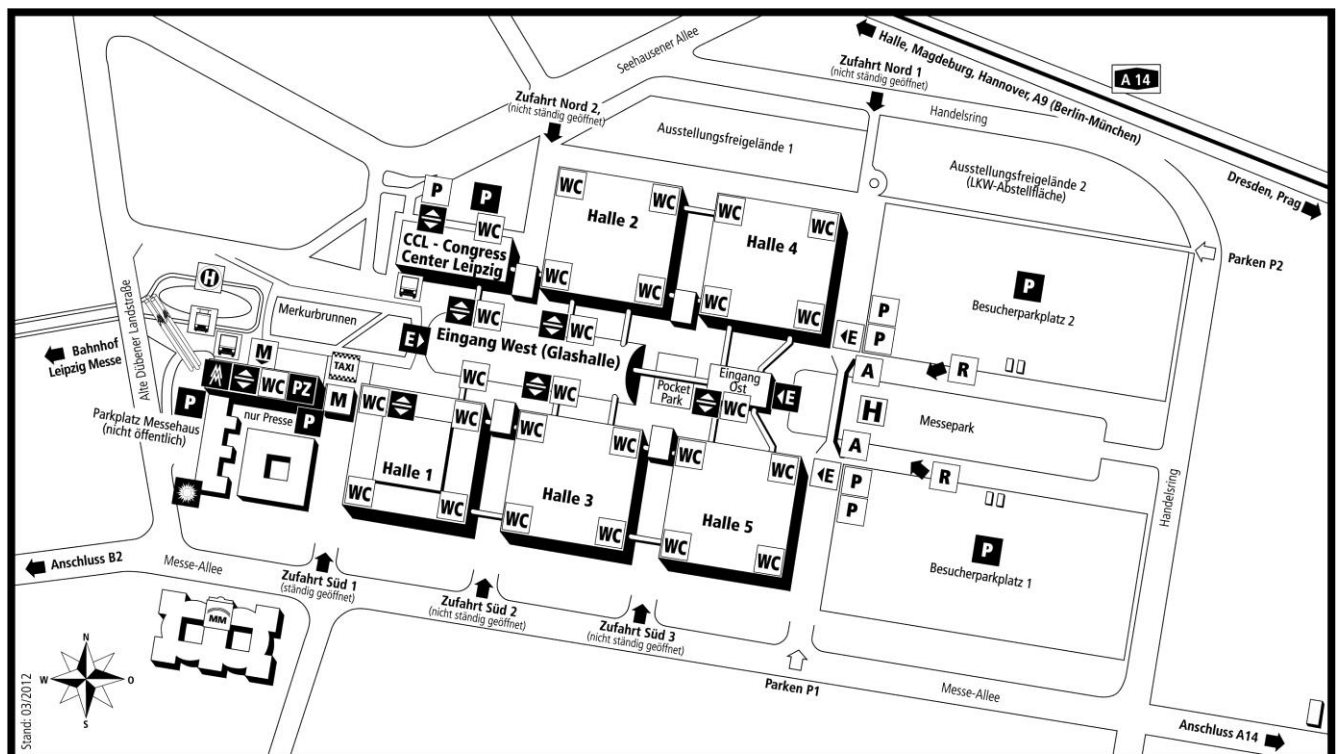 Halle, Magdeburg, Hannover, A9 (Berlin-München)
A 14
Dresden, Prag
Seehausener Allee
Zufahrt Nord 1
(nicht ständig geöffnet)
Handelsring
Zufahrt Nord 2,
(nicht ständig geöffnet)
Ausstellungsfreigelände 1
Ausstellungsfreigelände 2
(LKW-Abstellfläche)
Parken P2
P
P
WC
CCL - Congress
Center Leipzig
WC
WC
Halle 2
WC
WC
WC
WC
Halle 4
WC
WC
P
Besucherparkplatz 2
P
P
E
R
A
H
Messepark
A
R
E
P
P
P
Besucherparkplatz 1
Handelsring
H
Merkurbrunnen
E
WC
WC
Eingang West (Glashalle)
WC
WC
Pocket
Park
Eingang
Ost
E
WC
Bahnhof
Leipzig Messe
Alte Dübener Landstraße
M
TAXI
WC
PZ
M
P
nur Presse
P
Parkplatz Messehaus
(nicht öffentlich)
WC
WC
Halle 1
WC
WC
WC
WC
Halle 3
WC
WC
WC
WC
Halle 5
WC
WC
Anschluss B2
Messe-Allee
Zufahrt Süd 1
(ständig geöffnet)
Zufahrt Süd 2
(nicht ständig geöffnet)
Zufahrt Süd 3
(nicht ständig geöffnet)
Parken P1
Messe-Allee
Anschluss A14
MM
N
W
O
S
Stand: 03/2012